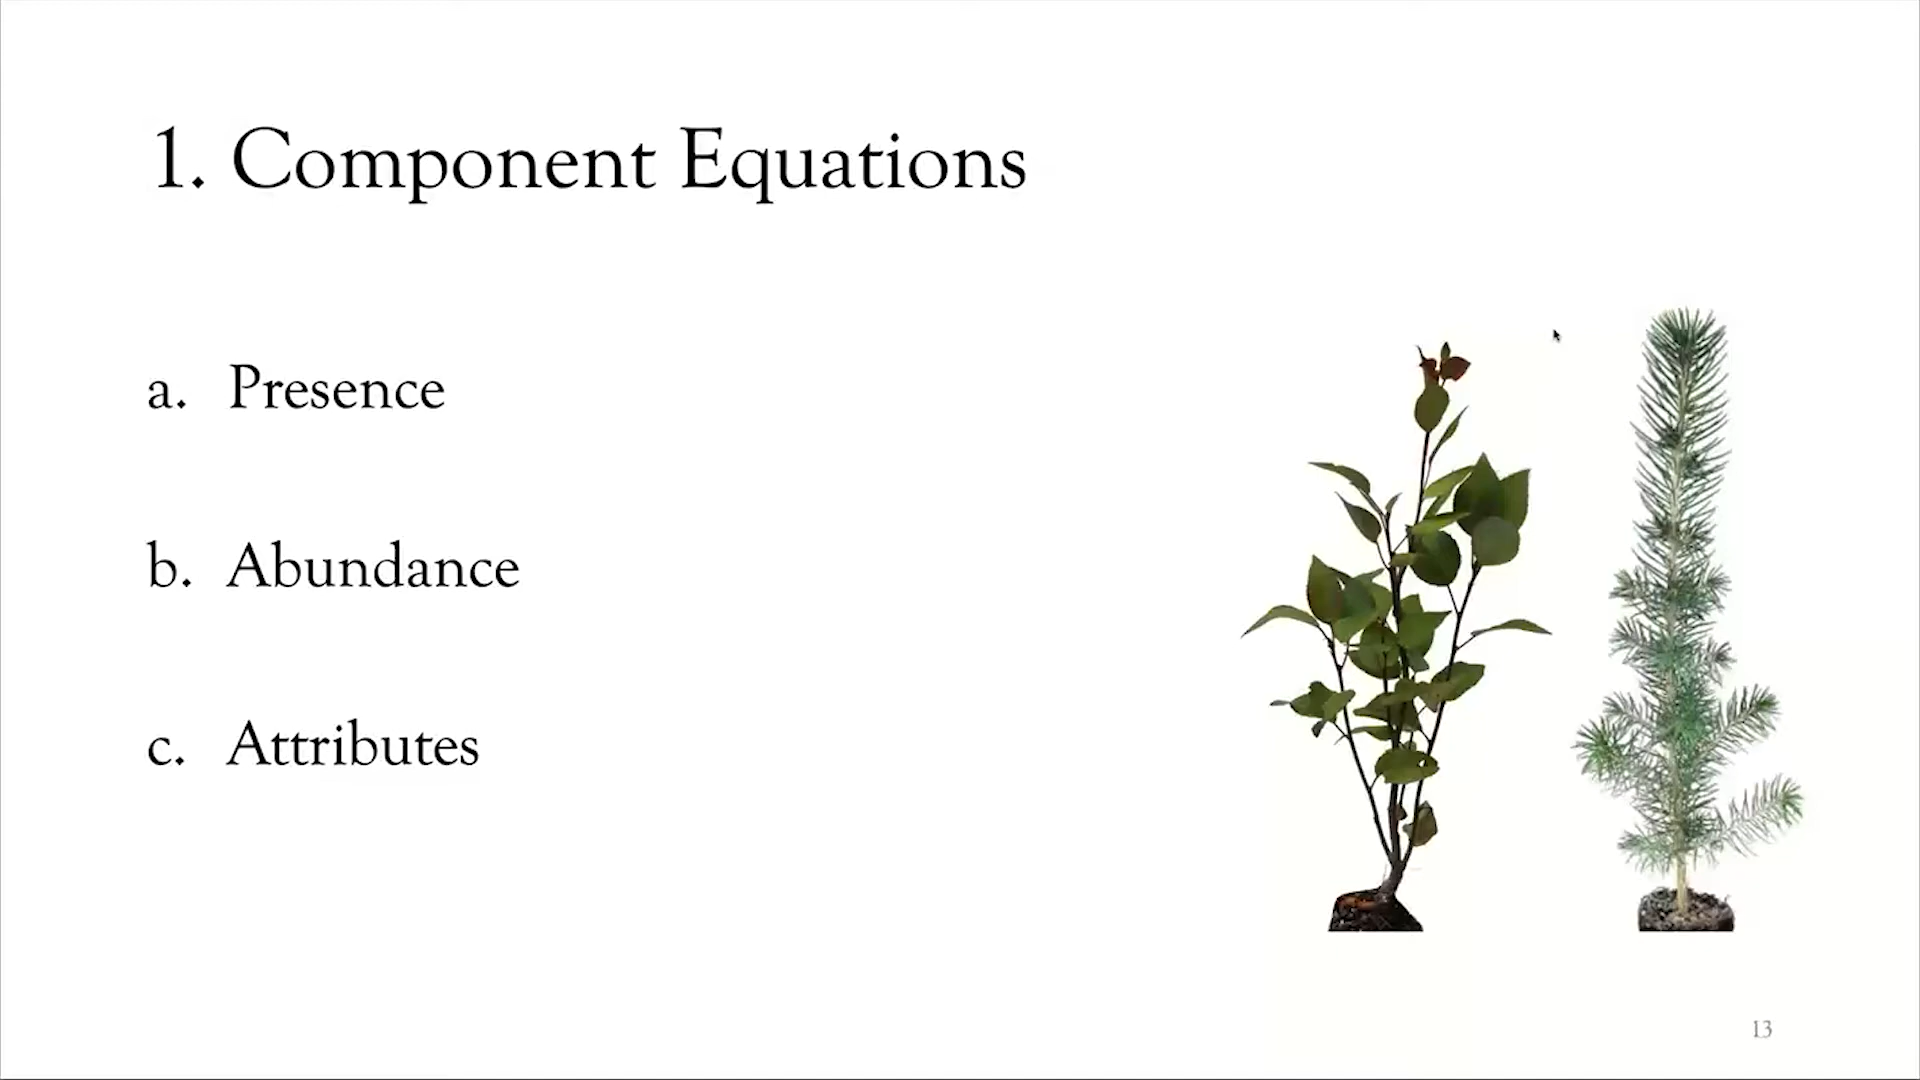 1. Component Equations
a. Presence
b. Abundance
c. Attributes
13